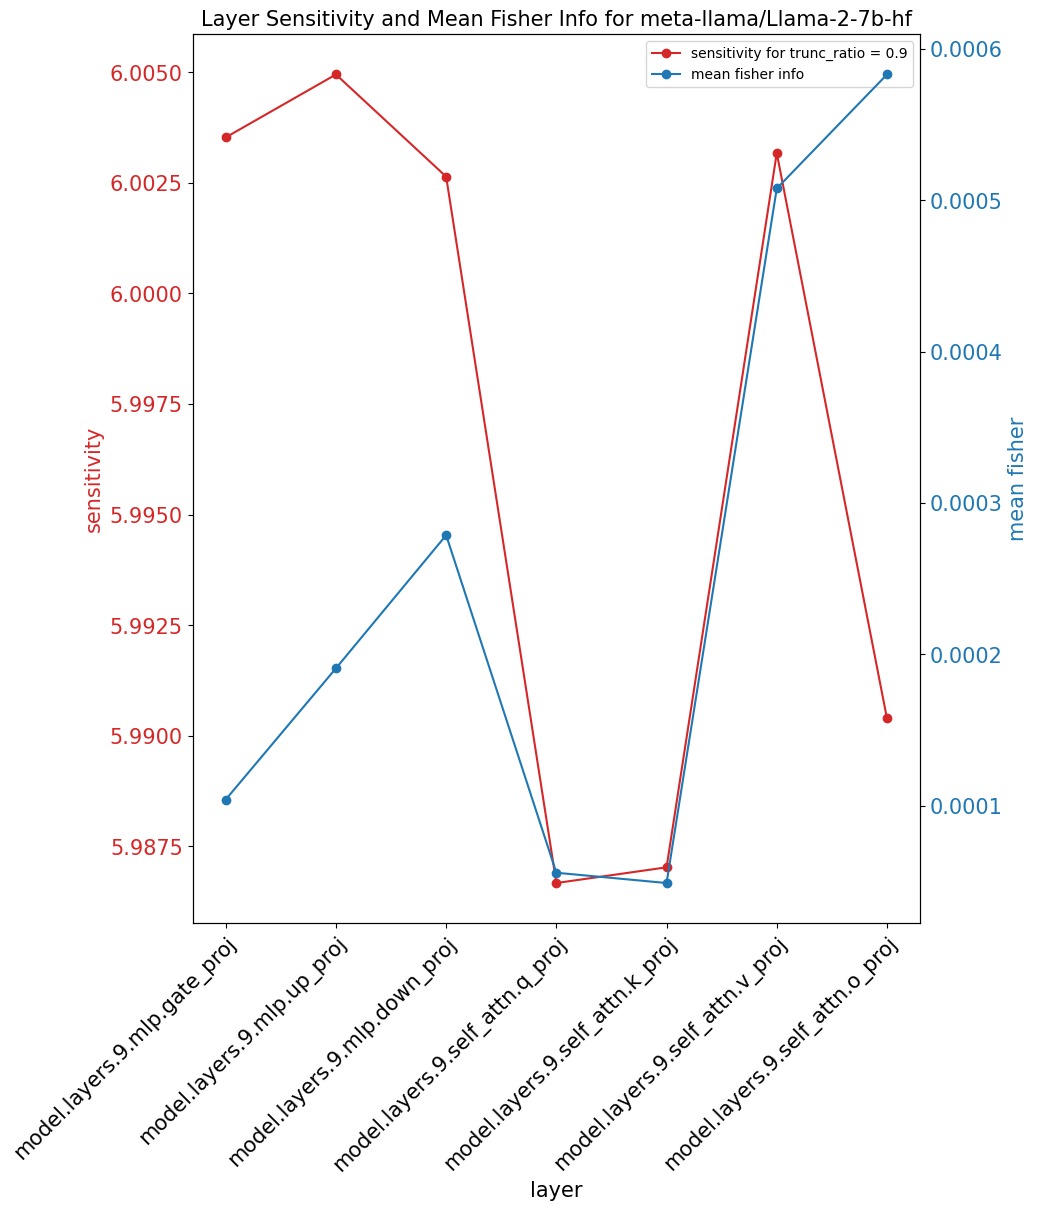 Layer Sensitivity and Mean Fisher Info for meta-llama/Llama-2-7b-hf
sensitivity for trunc_ratio = 0.9
mean fisher info
6.0050
6.0025
6.0000
5.9975
5.9950
5.9925
5.9900
5.9875
sensitivity
0.0006
0.0005
0.0004
0.0003
0.0002
0.0001
mean fisher
model.layers.9.mlp.gate_proj
model.layers.9.mlp.up_proj
model.layers.9.mlp.down_proj
model.layers.9.self_attn.q_proj
model.layers.9.self_attn.k_proj
model.layers.9.self_attn.v_proj
model.layers.9.self_attn.o_proj
layer